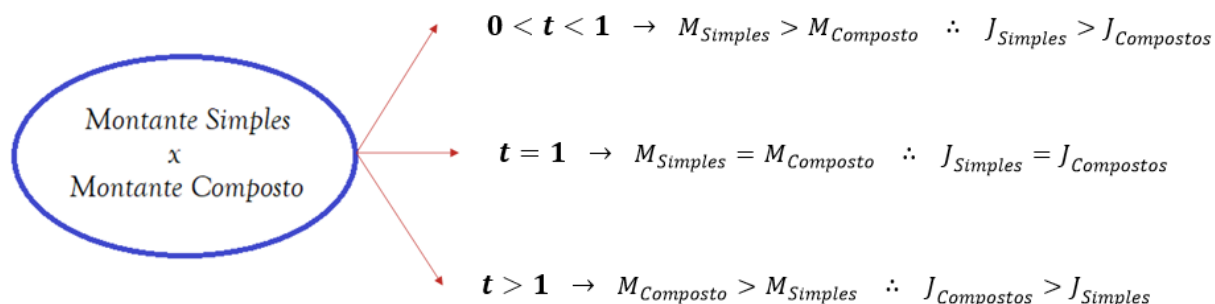 0 < t < 1 → M_Simples > M_Composto ∴ J_Simples > J_Compostos
Montante Simples
x
Montante Composto
t = 1 → M_Simples = M_Composto ∴ J_Simples = J_Compostos
t > 1 → M_Composto > M_Simples ∴ J_Compostos > J_Simples